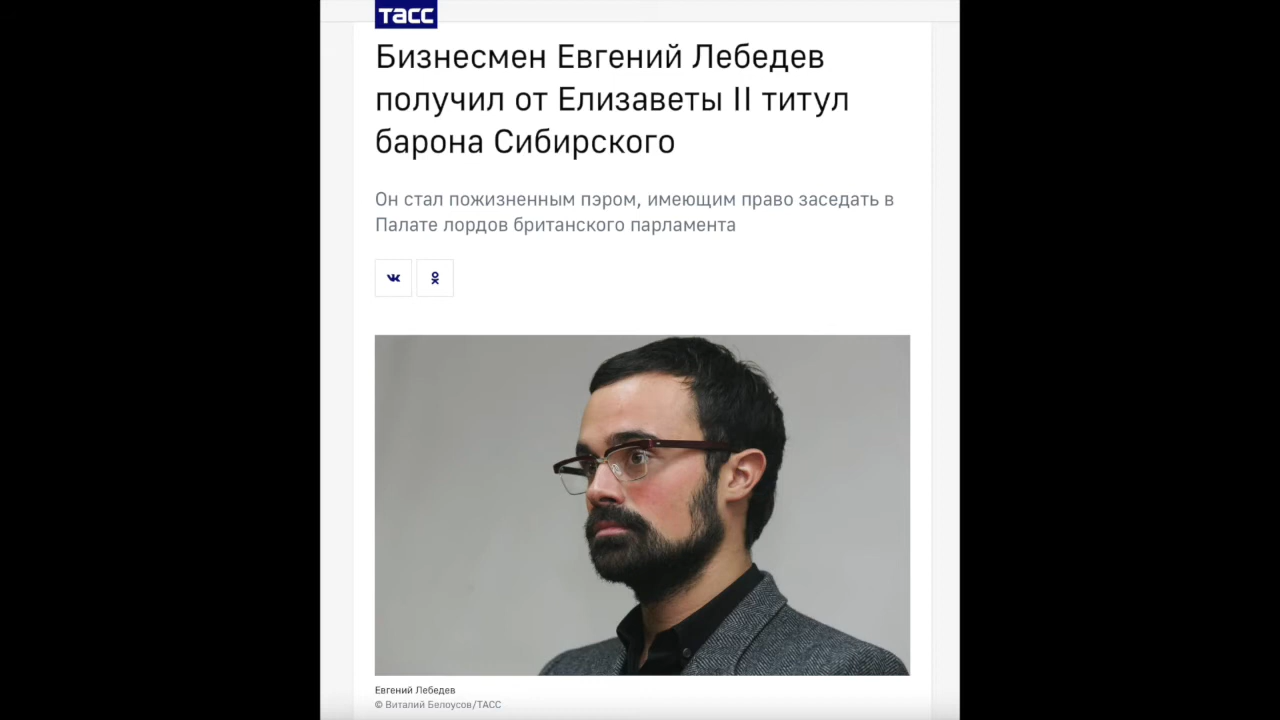 ТАСС
Бизнесмен Евгений Лебедев
получил от Елизаветы II титул
барона Сибирского
Он стал пожизненным пэром, имеющим право заседать в
Палате лордов британского парламента
Евгений Лебедев
© Виталий Белоусов/ТАСС